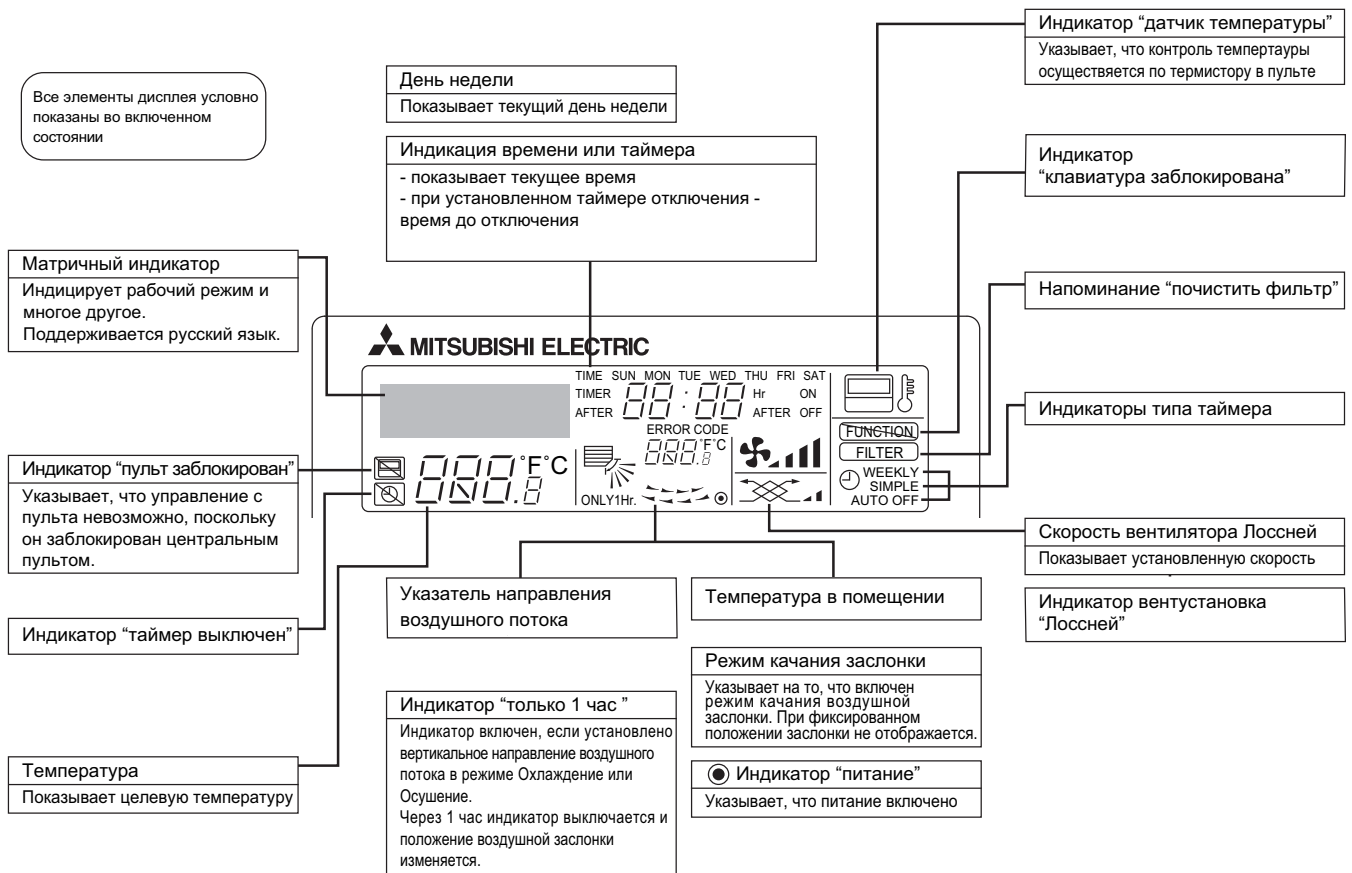 Все элементы дисплея условно
показаны во включенном
состоянии
День недели
Показывает текущий день недели
Индикация времени или таймера
- показывает текущее время
- при установленном таймере отключения -
время до отключения
Индикатор “датчик температуры”
Указывает, что контроль темпертауры
осуществяется по термистору в пульте
Индикатор
“клавиатура заблокирована”
Напоминание “почистить фильтр”
Индикаторы типа таймера
Скорость вентилятора Лоссней
Показывает установленную скорость
Индикатор вентустановка
“Лоссней”
Матричный индикатор
Индицирует рабочий режим и
многое другое.
Поддерживается русский язык.
Индикатор “пульт заблокирован”
Указывает, что управление с
пульта невозможно, поскольку
он заблокирован центральным
пультом.
Индикатор “таймер выключен”
Температура
Показывает целевую температуру
MITSUBISHI ELECTRIC
TIME SUN MON TUE WED THU FRI SAT
TIMER 88:88 Hr ON
AFTER AFTER OFF
ERROR CODE
888.8 °F°C
888.8 °F°C
ONLY1Hr.
FUNCTION
FILTER
WEEKLY
SIMPLE
AUTO OFF
Указатель направления
воздушного потока
Температура в помещении
Индикатор “только 1 час ”
Индикатор включен, если установлено
вертикальное направление воздушного
потока в режиме Охлаждение или
Осушение.
Через 1 час индикатор выключается и
положение воздушной заслонки
изменяется.
Режим качания заслонки
Указывает на то, что включен
режим качания воздушной
заслонки. При фиксированном
положении заслонки не отображается.
Индикатор “питание”
Указывает, что питание включено